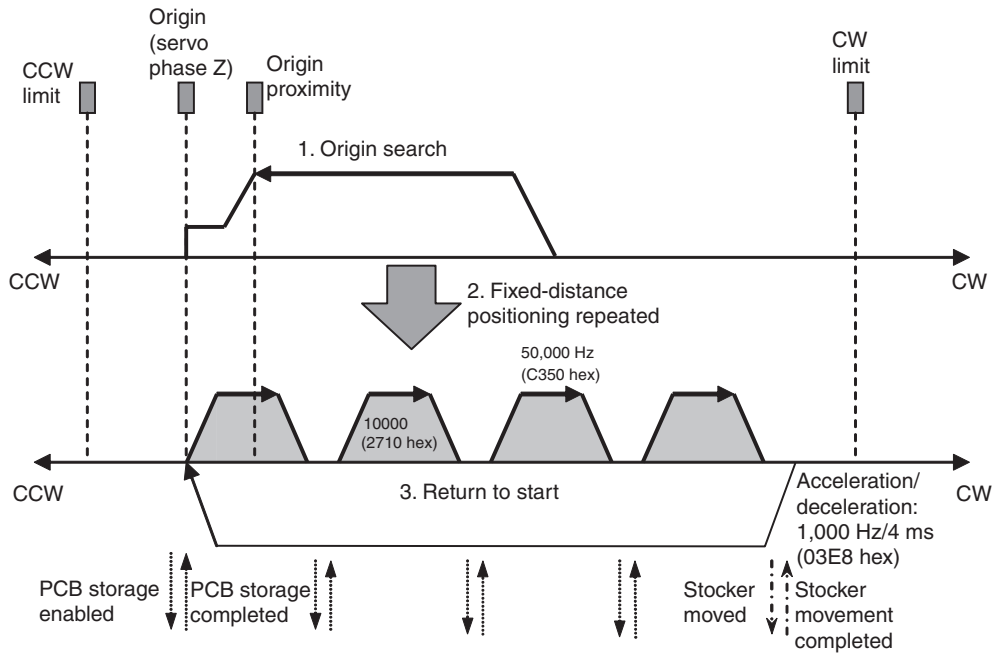 Origin
(servo
phase Z)
CCW
limit
Origin
proximity
CW
limit
1. Origin search
CCW
CW
2. Fixed-distance
positioning repeated
50,000 Hz
(C350 hex)
10000
(2710 hex)
CCW
3. Return to start
CW
Acceleration/
deceleration:
1,000 Hz/4 ms
(03E8 hex)
PCB storage
enabled
PCB storage
completed
Stocker
moved
Stocker
movement
completed